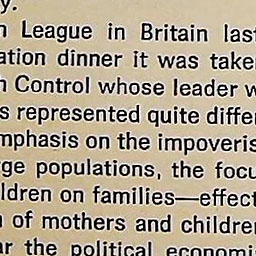 y.
n League in Britain last
ation dinner it was taken
n Control whose leader w
s represented quite differ
mphasis on the impoveris
ge populations, the focu
ldren on families—effect
n of mothers and children
ar the political economi